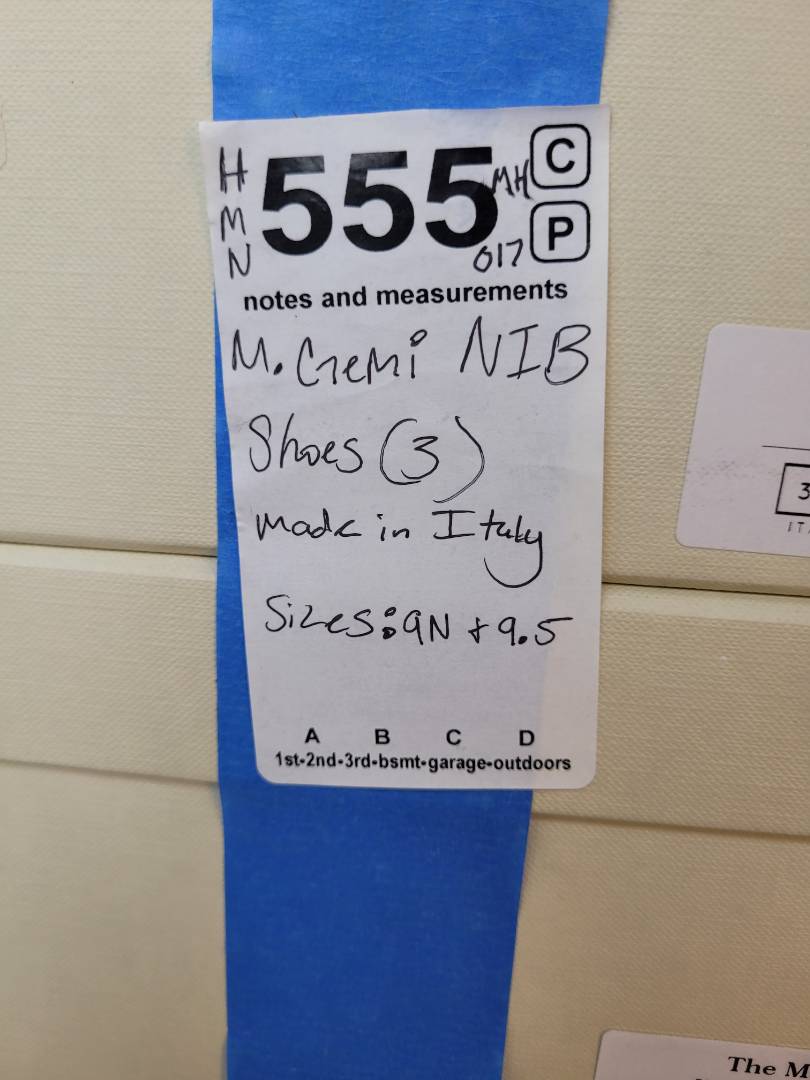 H
M
N
555
MH
017
C
P
notes and measurements
M. Gemi NIB
Shoes (3)
made in Italy
Sizes: 9N + 9.5
A B C D
1st-2nd-3rd-bsmt-garage-outdoors
3
IT
The M